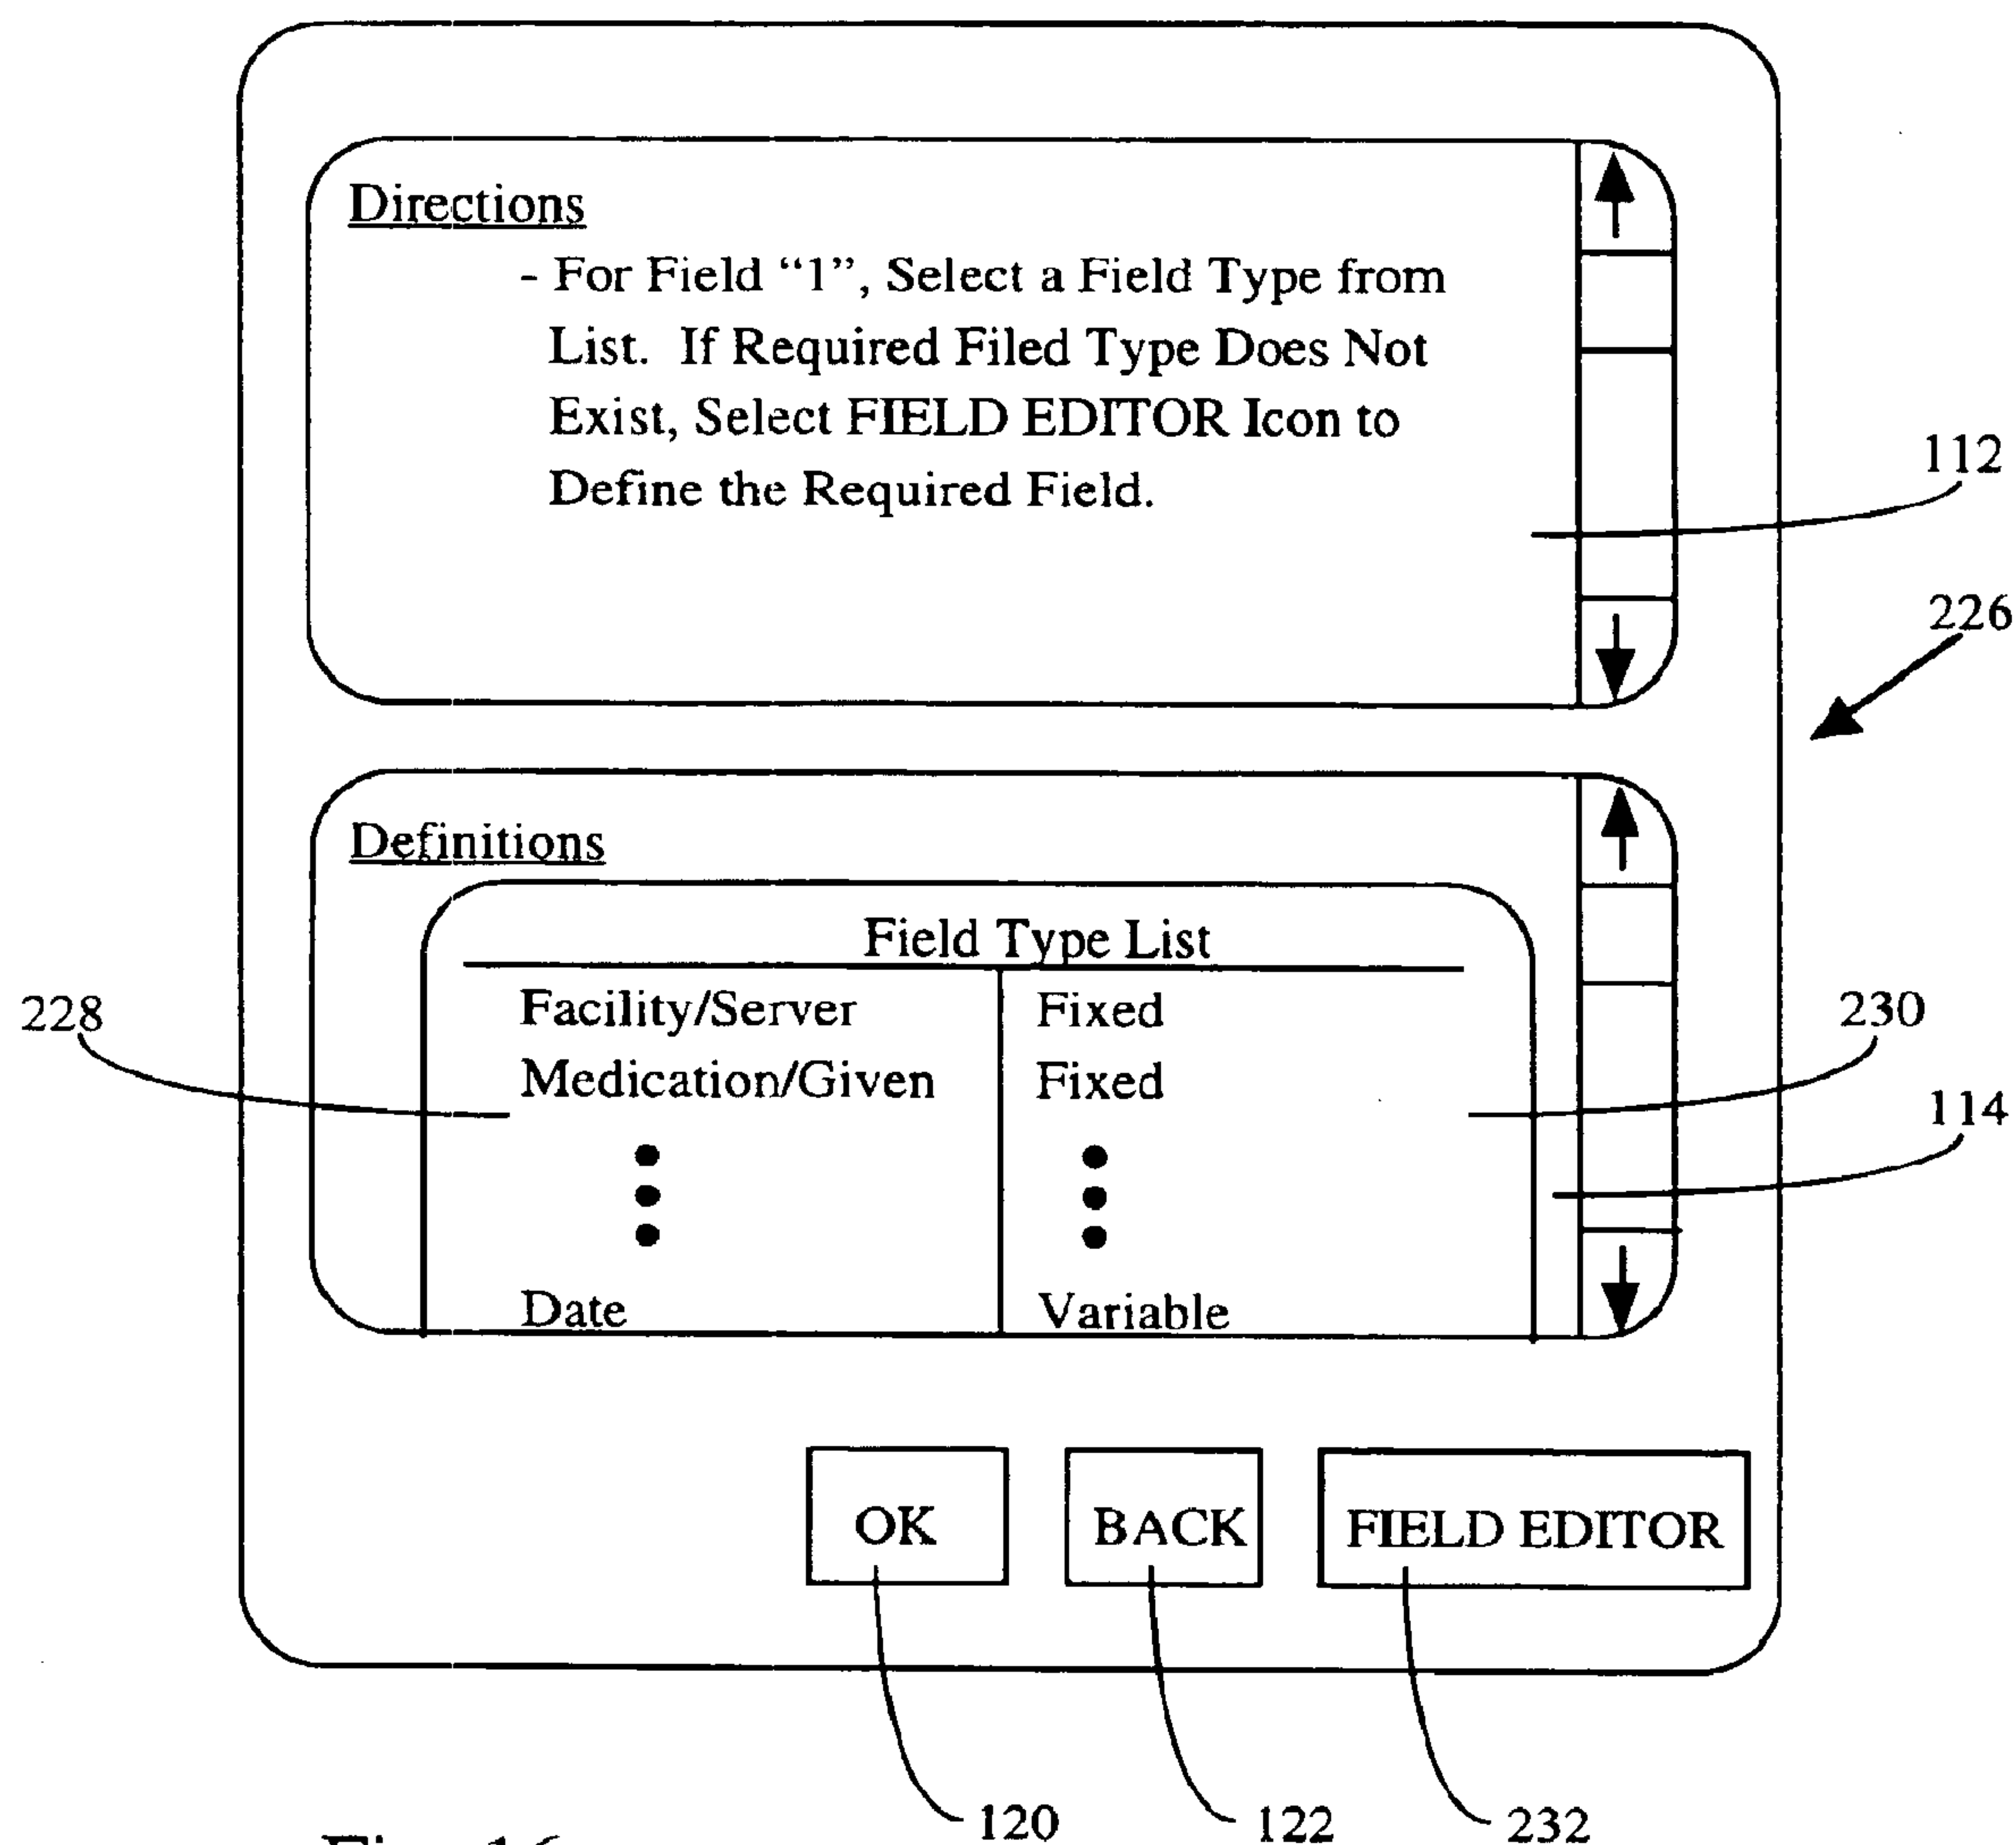 Directions
- For Field “1”, Select a Field Type from
List. If Required Filed Type Does Not
Exist, Select FIELD EDITOR Icon to
Define the Required Field.
112
226
Definitions
Field Type List
Facility/Server Fixed
Medication/Given Fixed
Date Variable
228
230
114
OK BACK FIELD EDITOR
120 122 232
Fig. 16